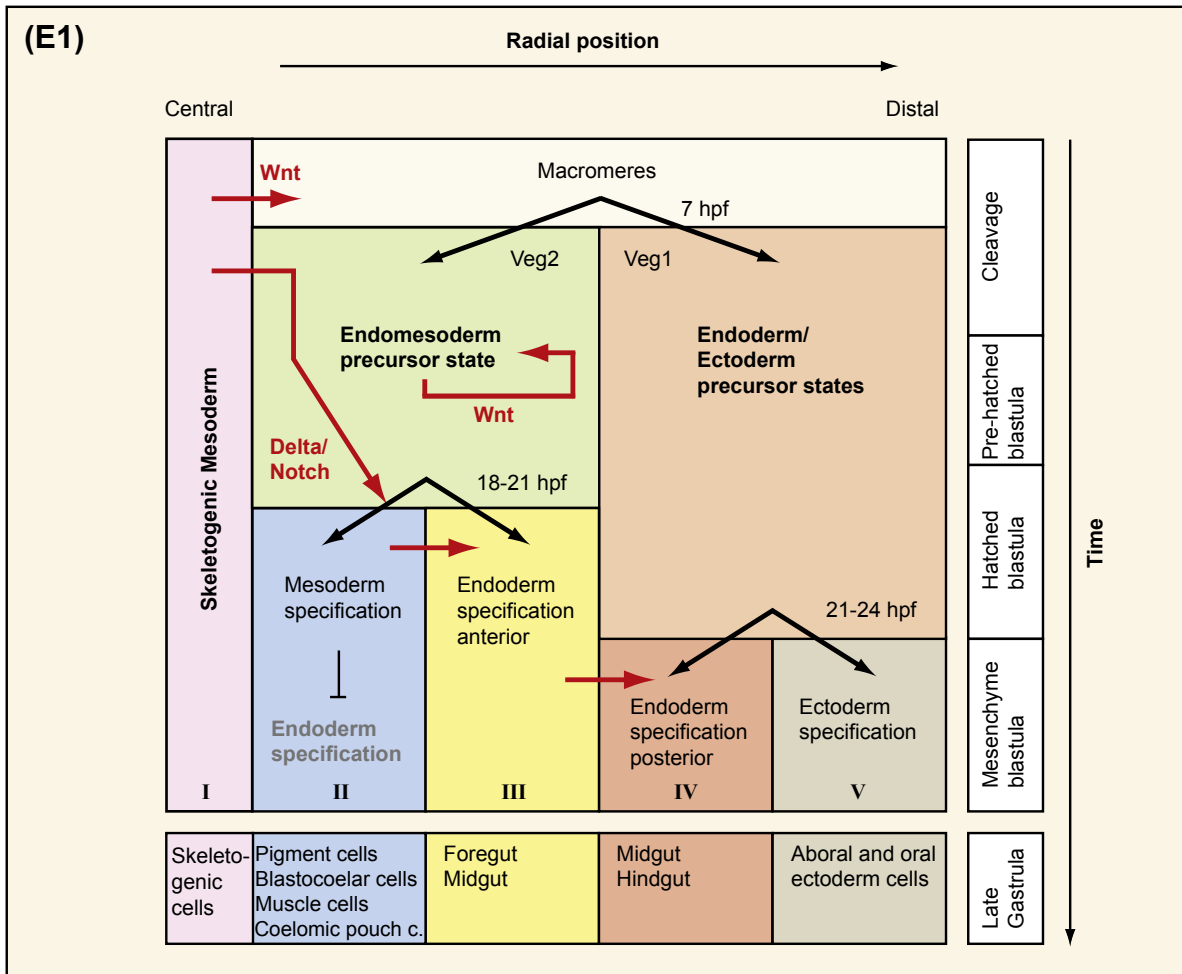 (E1)
Radial position
Central
Distal
Wnt
Macromeres
7 hpf
Veg2
Veg1
Endomesoderm
precursor state
Wnt
Endoderm/
Ectoderm
precursor states
Delta/
Notch
18-21 hpf
Skeletogenic Mesoderm
Mesoderm
specification
Endoderm
specification
anterior
21-24 hpf
Endoderm
specification
Endoderm
specification
posterior
Ectoderm
specification
I
II
III
IV
V
Skeleto-
genic
cells
Pigment cells
Blastocoelar cells
Muscle cells
Coelomic pouch c.
Foregut
Midgut
Midgut
Hindgut
Aboral and oral
ectoderm cells
Cleavage
Pre-hatched
blastula
Hatched
blastula
Mesenchyme
blastula
Late
Gastrula
Time